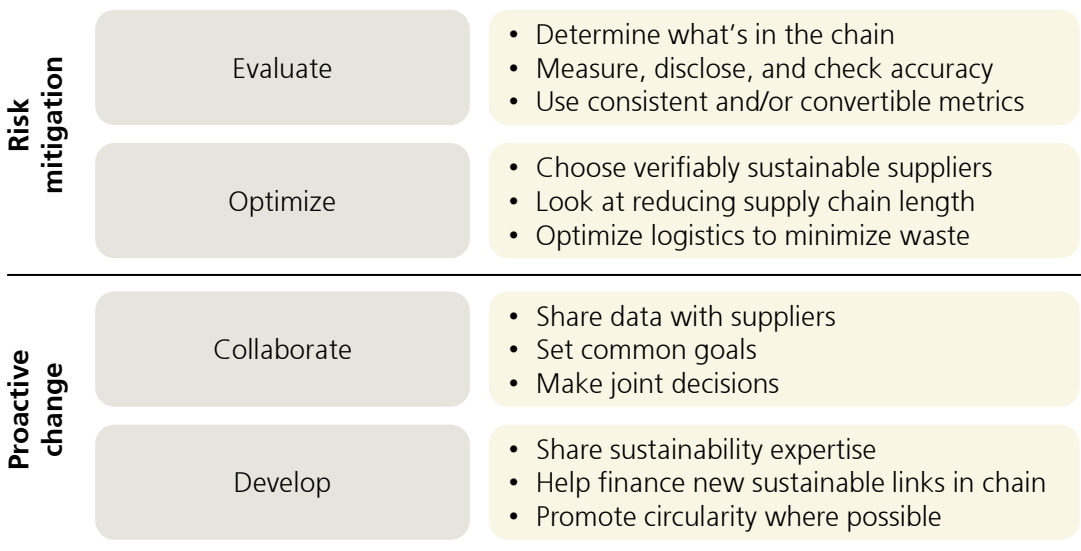 Risk
mitigation
Evaluate
• Determine what's in the chain
• Measure, disclose, and check accuracy
• Use consistent and/or convertible metrics
Optimize
• Choose verifiably sustainable suppliers
• Look at reducing supply chain length
• Optimize logistics to minimize waste
Proactive
change
Collaborate
• Share data with suppliers
• Set common goals
• Make joint decisions
Develop
• Share sustainability expertise
• Help finance new sustainable links in chain
• Promote circularity where possible